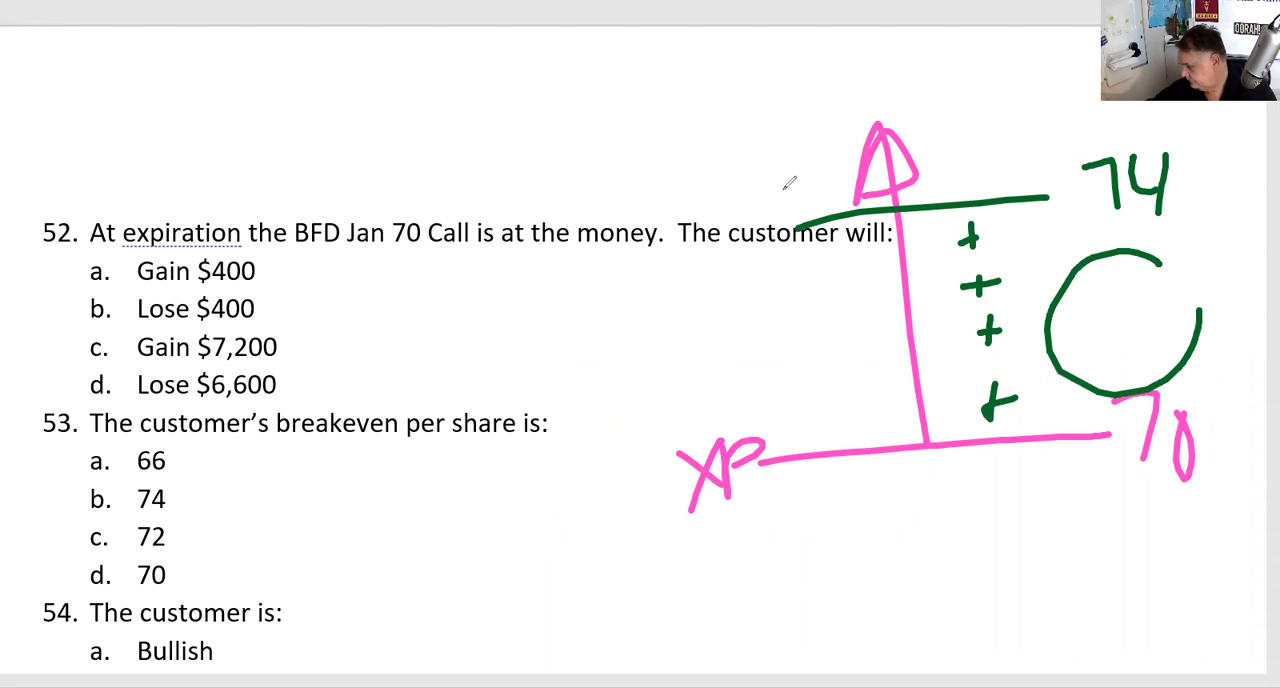 OORAH!
74
52. At expiration the BFD Jan 70 Call is at the money. The customer will:
a. Gain $400
b. Lose $400
c. Gain $7,200
d. Lose $6,600
+
+
+
+
C
XP
70
53. The customer's breakeven per share is:
a. 66
b. 74
c. 72
d. 70
54. The customer is:
a. Bullish